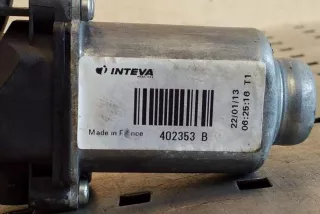 INTEVA
Made in France
402353 B
22/01/13
06:25:16 T1